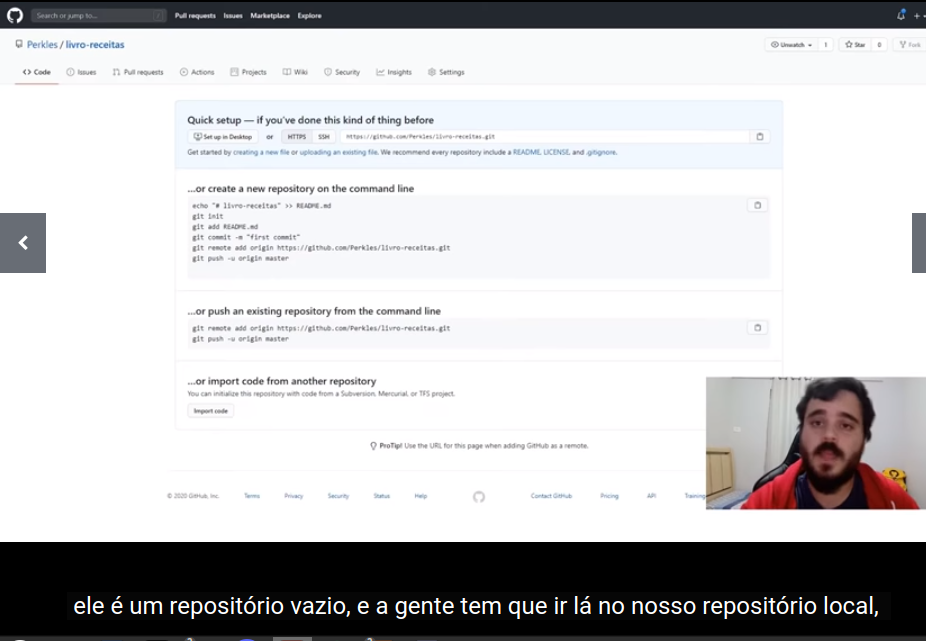 Search or jump to... /
Pull requests Issues Marketplace Explore
Perkles / livro-receitas
Unwatch 1 Star 0 Fork
Code Issues Pull requests Actions Projects Wiki Security Insights Settings
Quick setup — if you've done this kind of thing before
Set up in Desktop or HTTPS SSH https://github.com/Perkles/livro-receitas.git
Get started by creating a new file or uploading an existing file. We recommend every repository include a README, LICENSE, and .gitignore.
...or create a new repository on the command line
echo "# livro-receitas" >> README.md
git init
git add README.md
git commit -m "first commit"
git remote add origin https://github.com/Perkles/livro-receitas.git
git push -u origin master
...or push an existing repository from the command line
git remote add origin https://github.com/Perkles/livro-receitas.git
git push -u origin master
...or import code from another repository
You can initialize this repository with code from a Subversion, Mercurial, or TFS project.
Import code
ProTip! Use the URL for this page when adding GitHub as a remote.
© 2020 GitHub, Inc. Terms Privacy Security Status Help Contact GitHub Pricing API Training
ele é um repositório vazio, e a gente tem que ir lá no nosso repositório local,